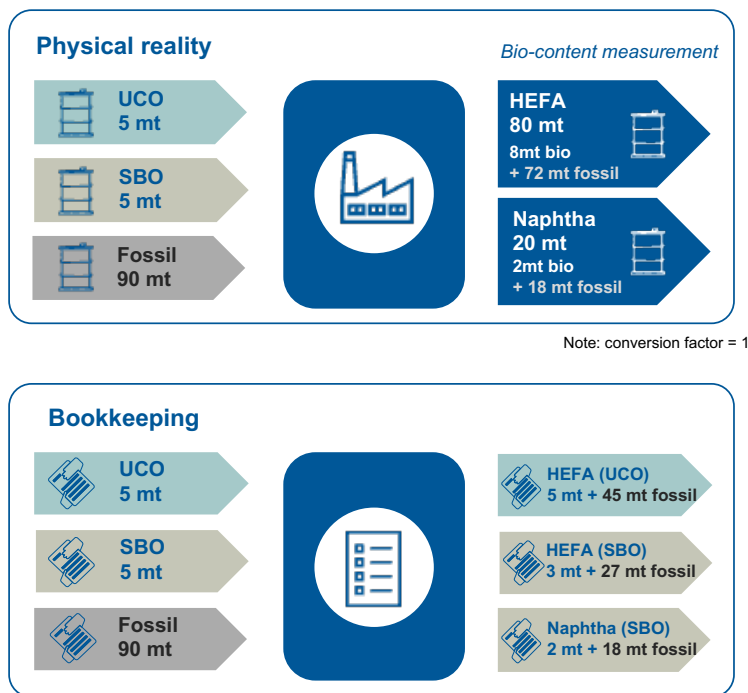 Physical reality
Bio-content measurement
UCO
5 mt
SBO
5 mt
Fossil
90 mt
HEFA
80 mt
8mt bio
+ 72 mt fossil
Naphtha
20 mt
2mt bio
+ 18 mt fossil
Note: conversion factor = 1
Bookkeeping
UCO
5 mt
SBO
5 mt
Fossil
90 mt
HEFA (UCO)
5 mt + 45 mt fossil
HEFA (SBO)
3 mt + 27 mt fossil
Naphtha (SBO)
2 mt + 18 mt fossil